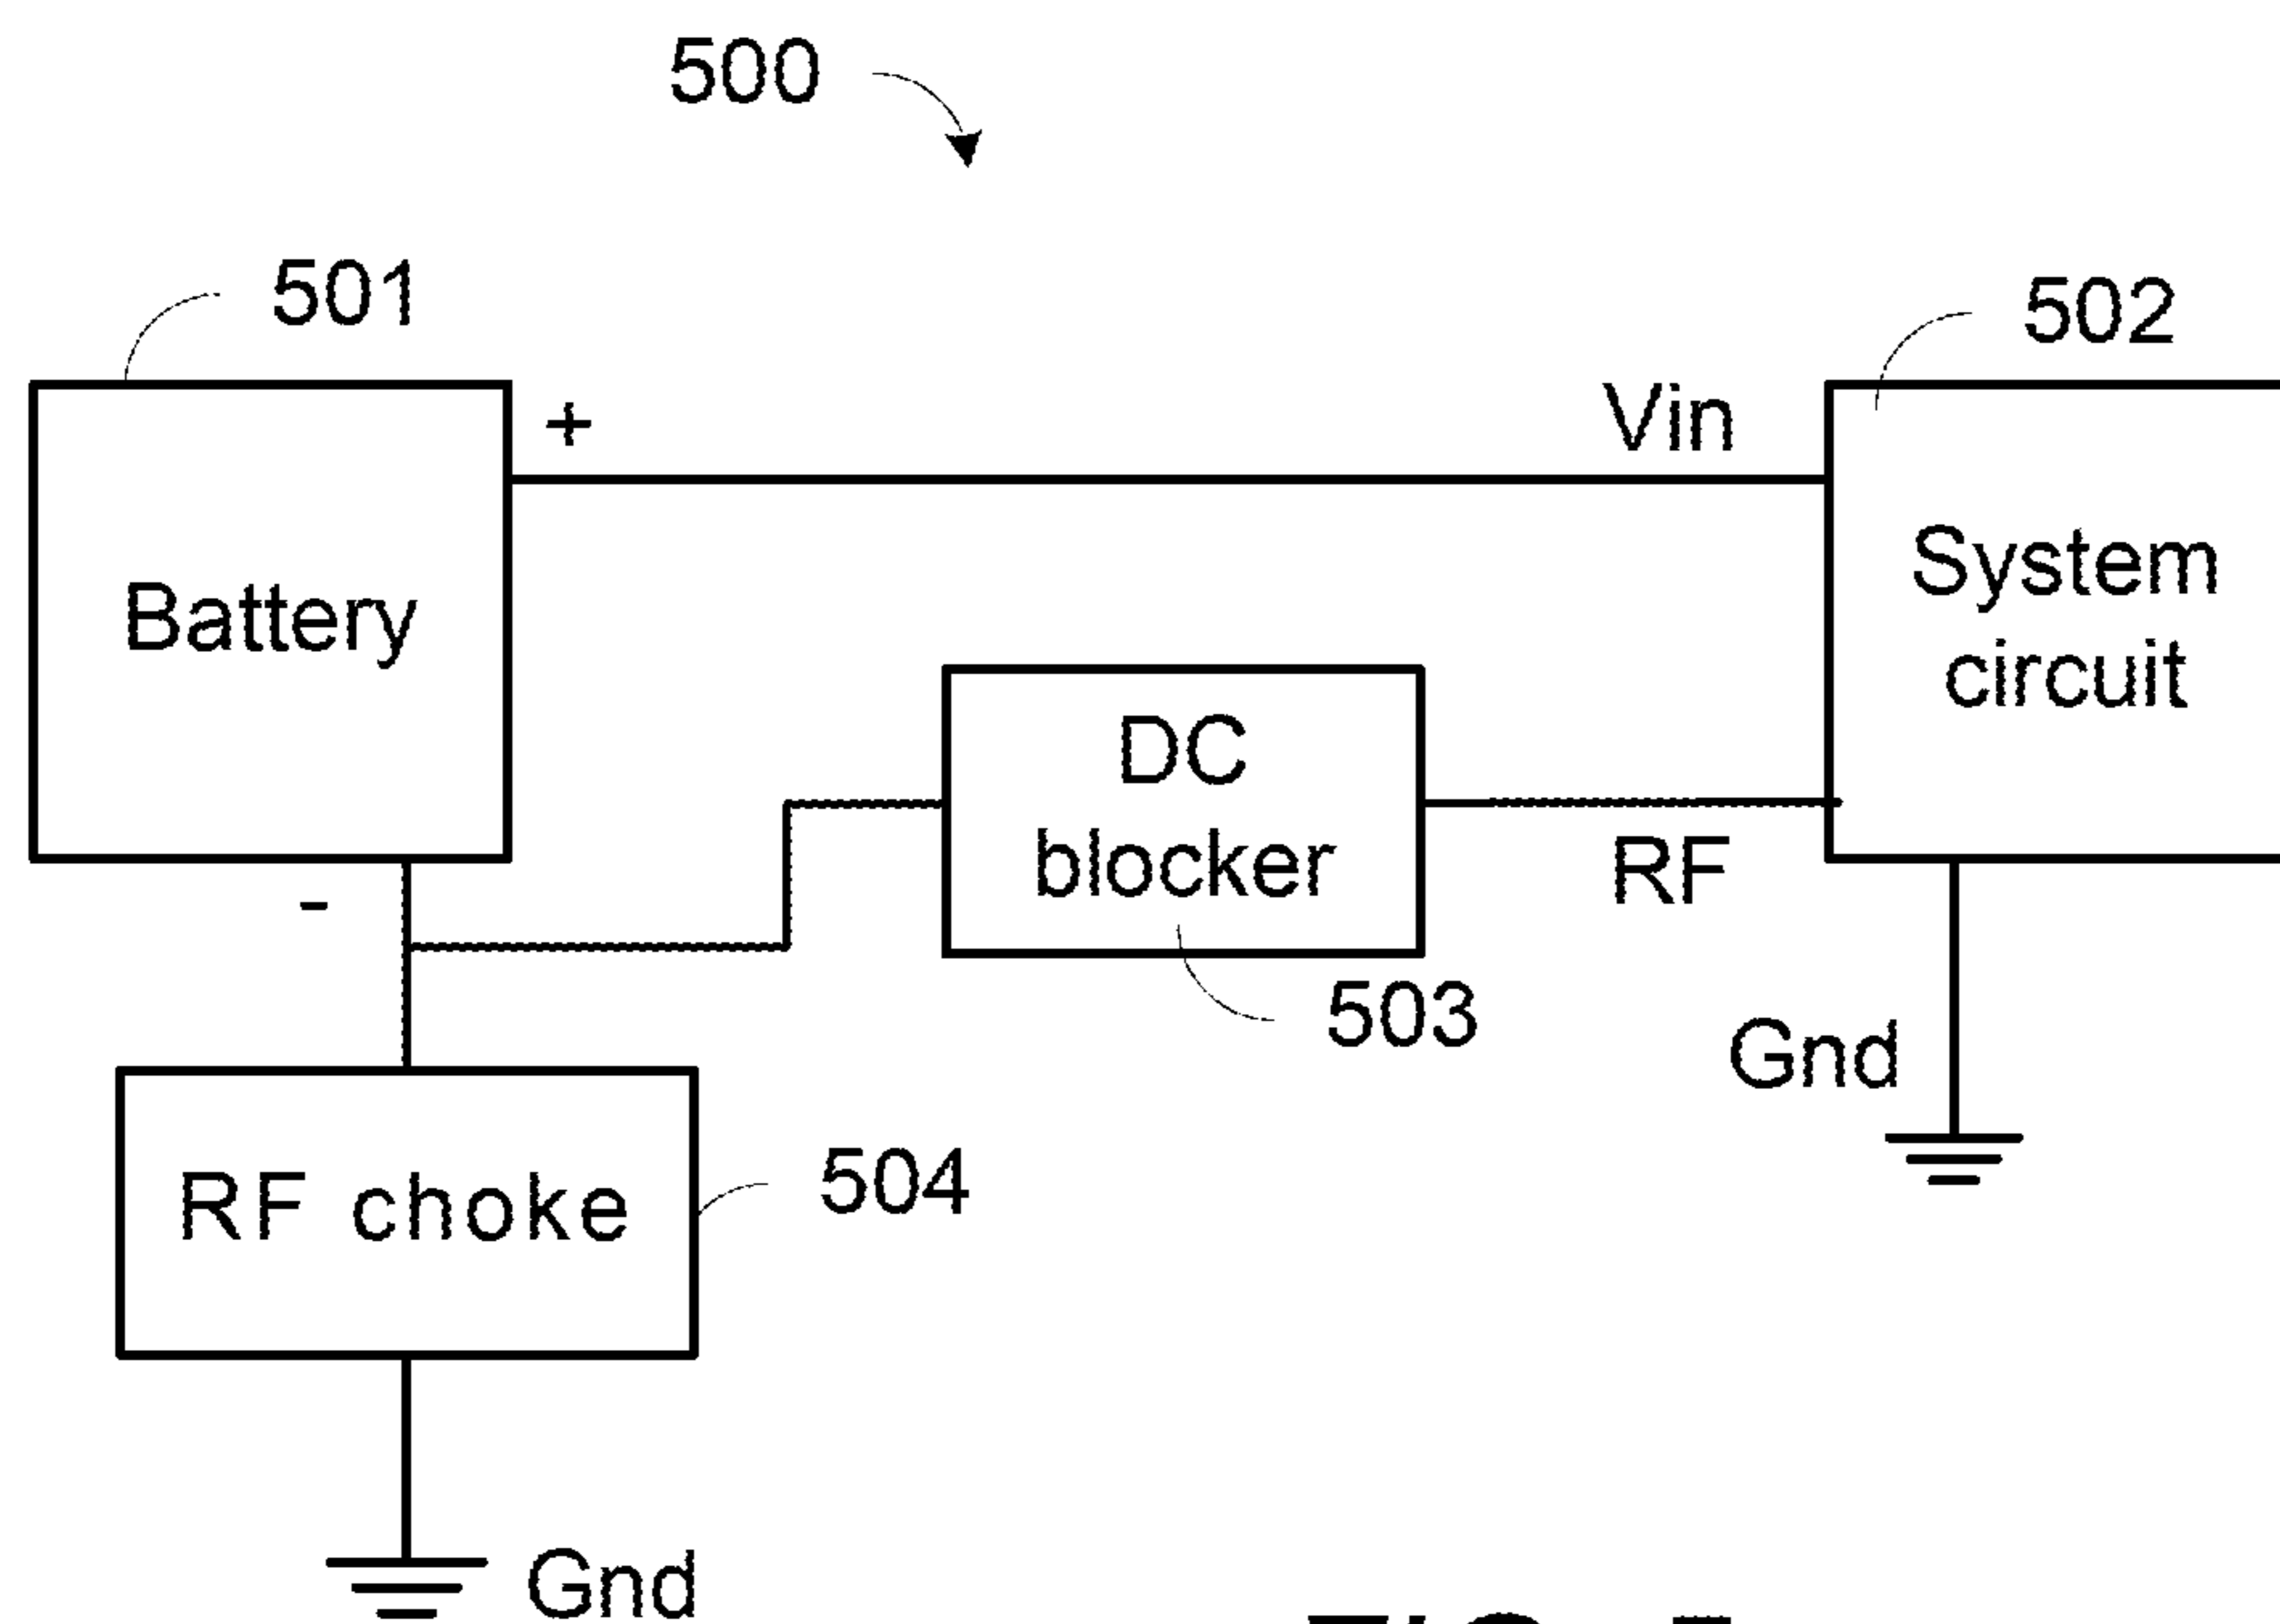 500
501
502
+
Vin
Battery
System
circuit
DC
blocker
-
RF
503
Gnd
RF choke
504
Gnd